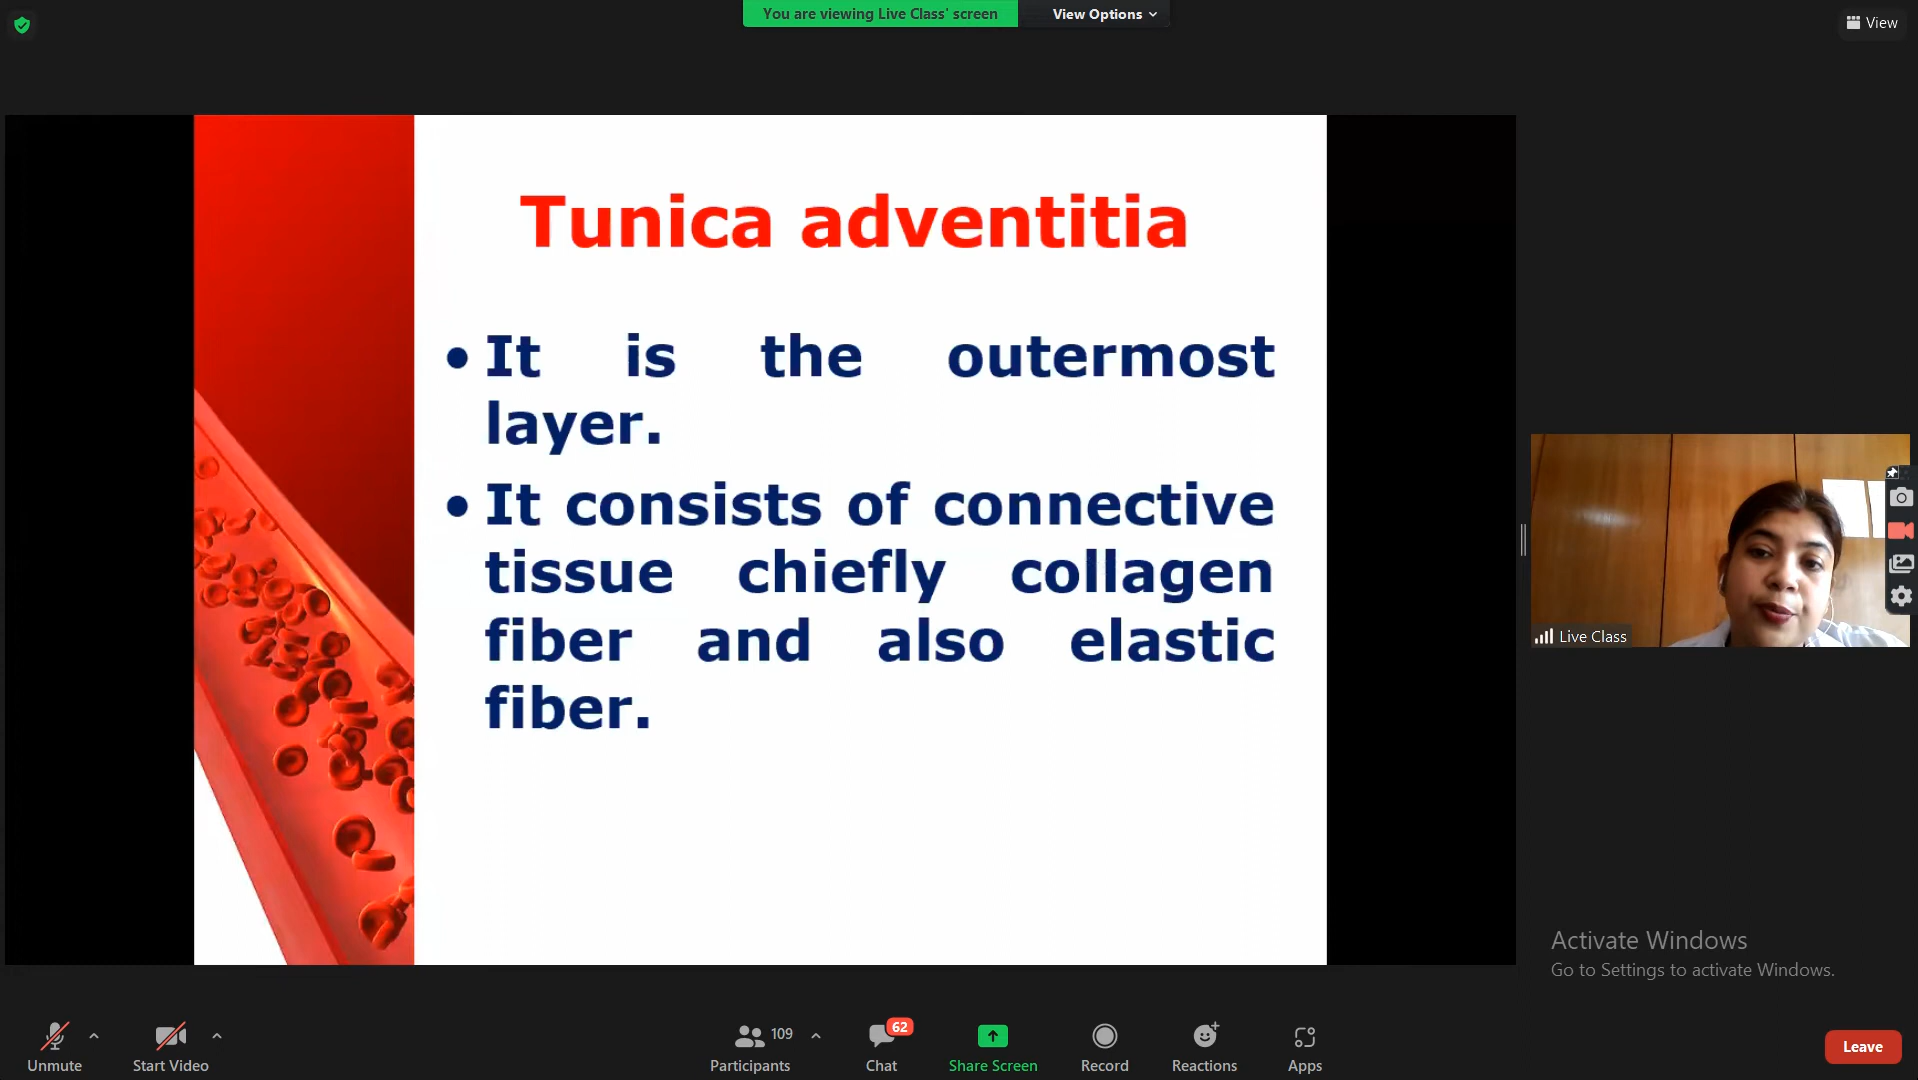 You are viewing Live Class' screen
View Options
View
Tunica adventitia
• It is the outermost
layer.
• It consists of connective
tissue chiefly collagen
fiber and also elastic
fiber.
Live Class
Activate Windows
Go to Settings to activate Windows.
Unmute
Start Video
109
Participants
62
Chat
Share Screen
Record
Reactions
Apps
Leave